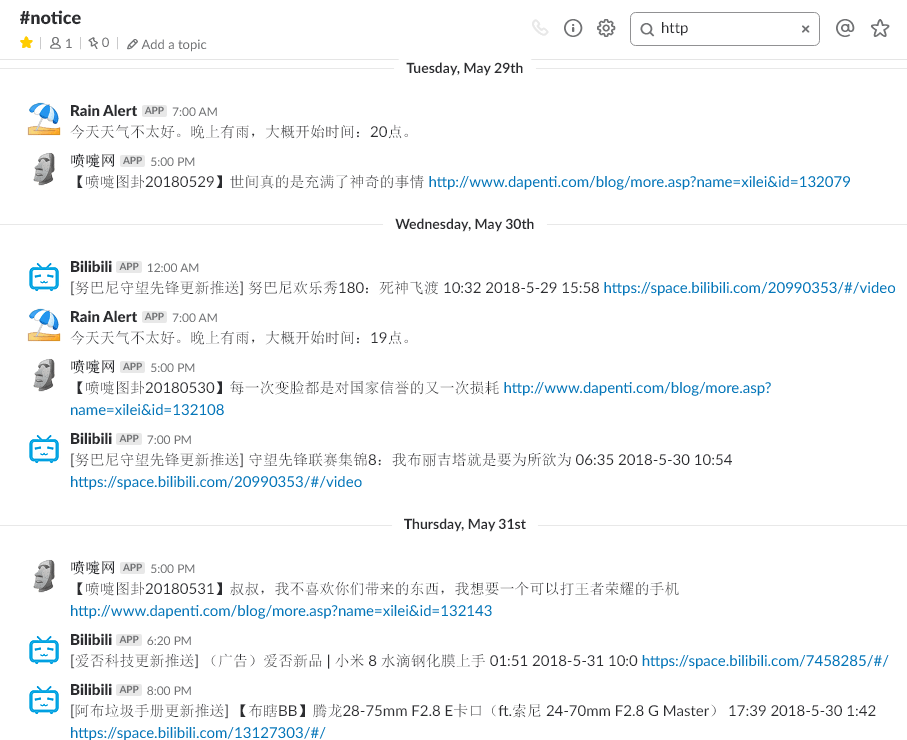 #notice
1 | 0 | Add a topic
http
Tuesday, May 29th
Rain Alert APP 7:00 AM
今天天气不太好。晚上有雨，大概开始时间：20点。
喷嚏网 APP 5:00 PM
【喷嚏图卦20180529】世间真的是充满了神奇的事情 http://www.dapenti.com/blog/more.asp?name=xilei&id=132079
Wednesday, May 30th
Bilibili APP 12:00 AM
[努巴尼守望先锋更新推送] 努巴尼欢乐秀180：死神飞渡 10:32 2018-5-29 15:58 https://space.bilibili.com/20990353/#/video
Rain Alert APP 7:00 AM
今天天气不太好。晚上有雨，大概开始时间：19点。
喷嚏网 APP 5:00 PM
【喷嚏图卦20180530】每一次变脸都是对国家信誉的又一次损耗 http://www.dapenti.com/blog/more.asp?
name=xilei&id=132108
Bilibili APP 7:00 PM
[努巴尼守望先锋更新推送] 守望先锋联赛集锦8：我布丽吉塔就是要为所欲为 06:35 2018-5-30 10:54
https://space.bilibili.com/20990353/#/video
Thursday, May 31st
喷嚏网 APP 5:00 PM
【喷嚏图卦20180531】叔叔，我不喜欢你们带来的东西，我想要一个可以打王者荣耀的手机
http://www.dapenti.com/blog/more.asp?name=xilei&id=132143
Bilibili APP 6:20 PM
[爱否科技更新推送] （广告）爱否新品 | 小米 8 水滴钢化膜上手 01:51 2018-5-31 10:0 https://space.bilibili.com/7458285/#/
Bilibili APP 8:00 PM
[阿布垃圾手册更新推送] 【布瞎BB】腾龙28-75mm F2.8 E卡口（ft.索尼 24-70mm F2.8 G Master） 17:39 2018-5-30 1:42
https://space.bilibili.com/13127303/#/